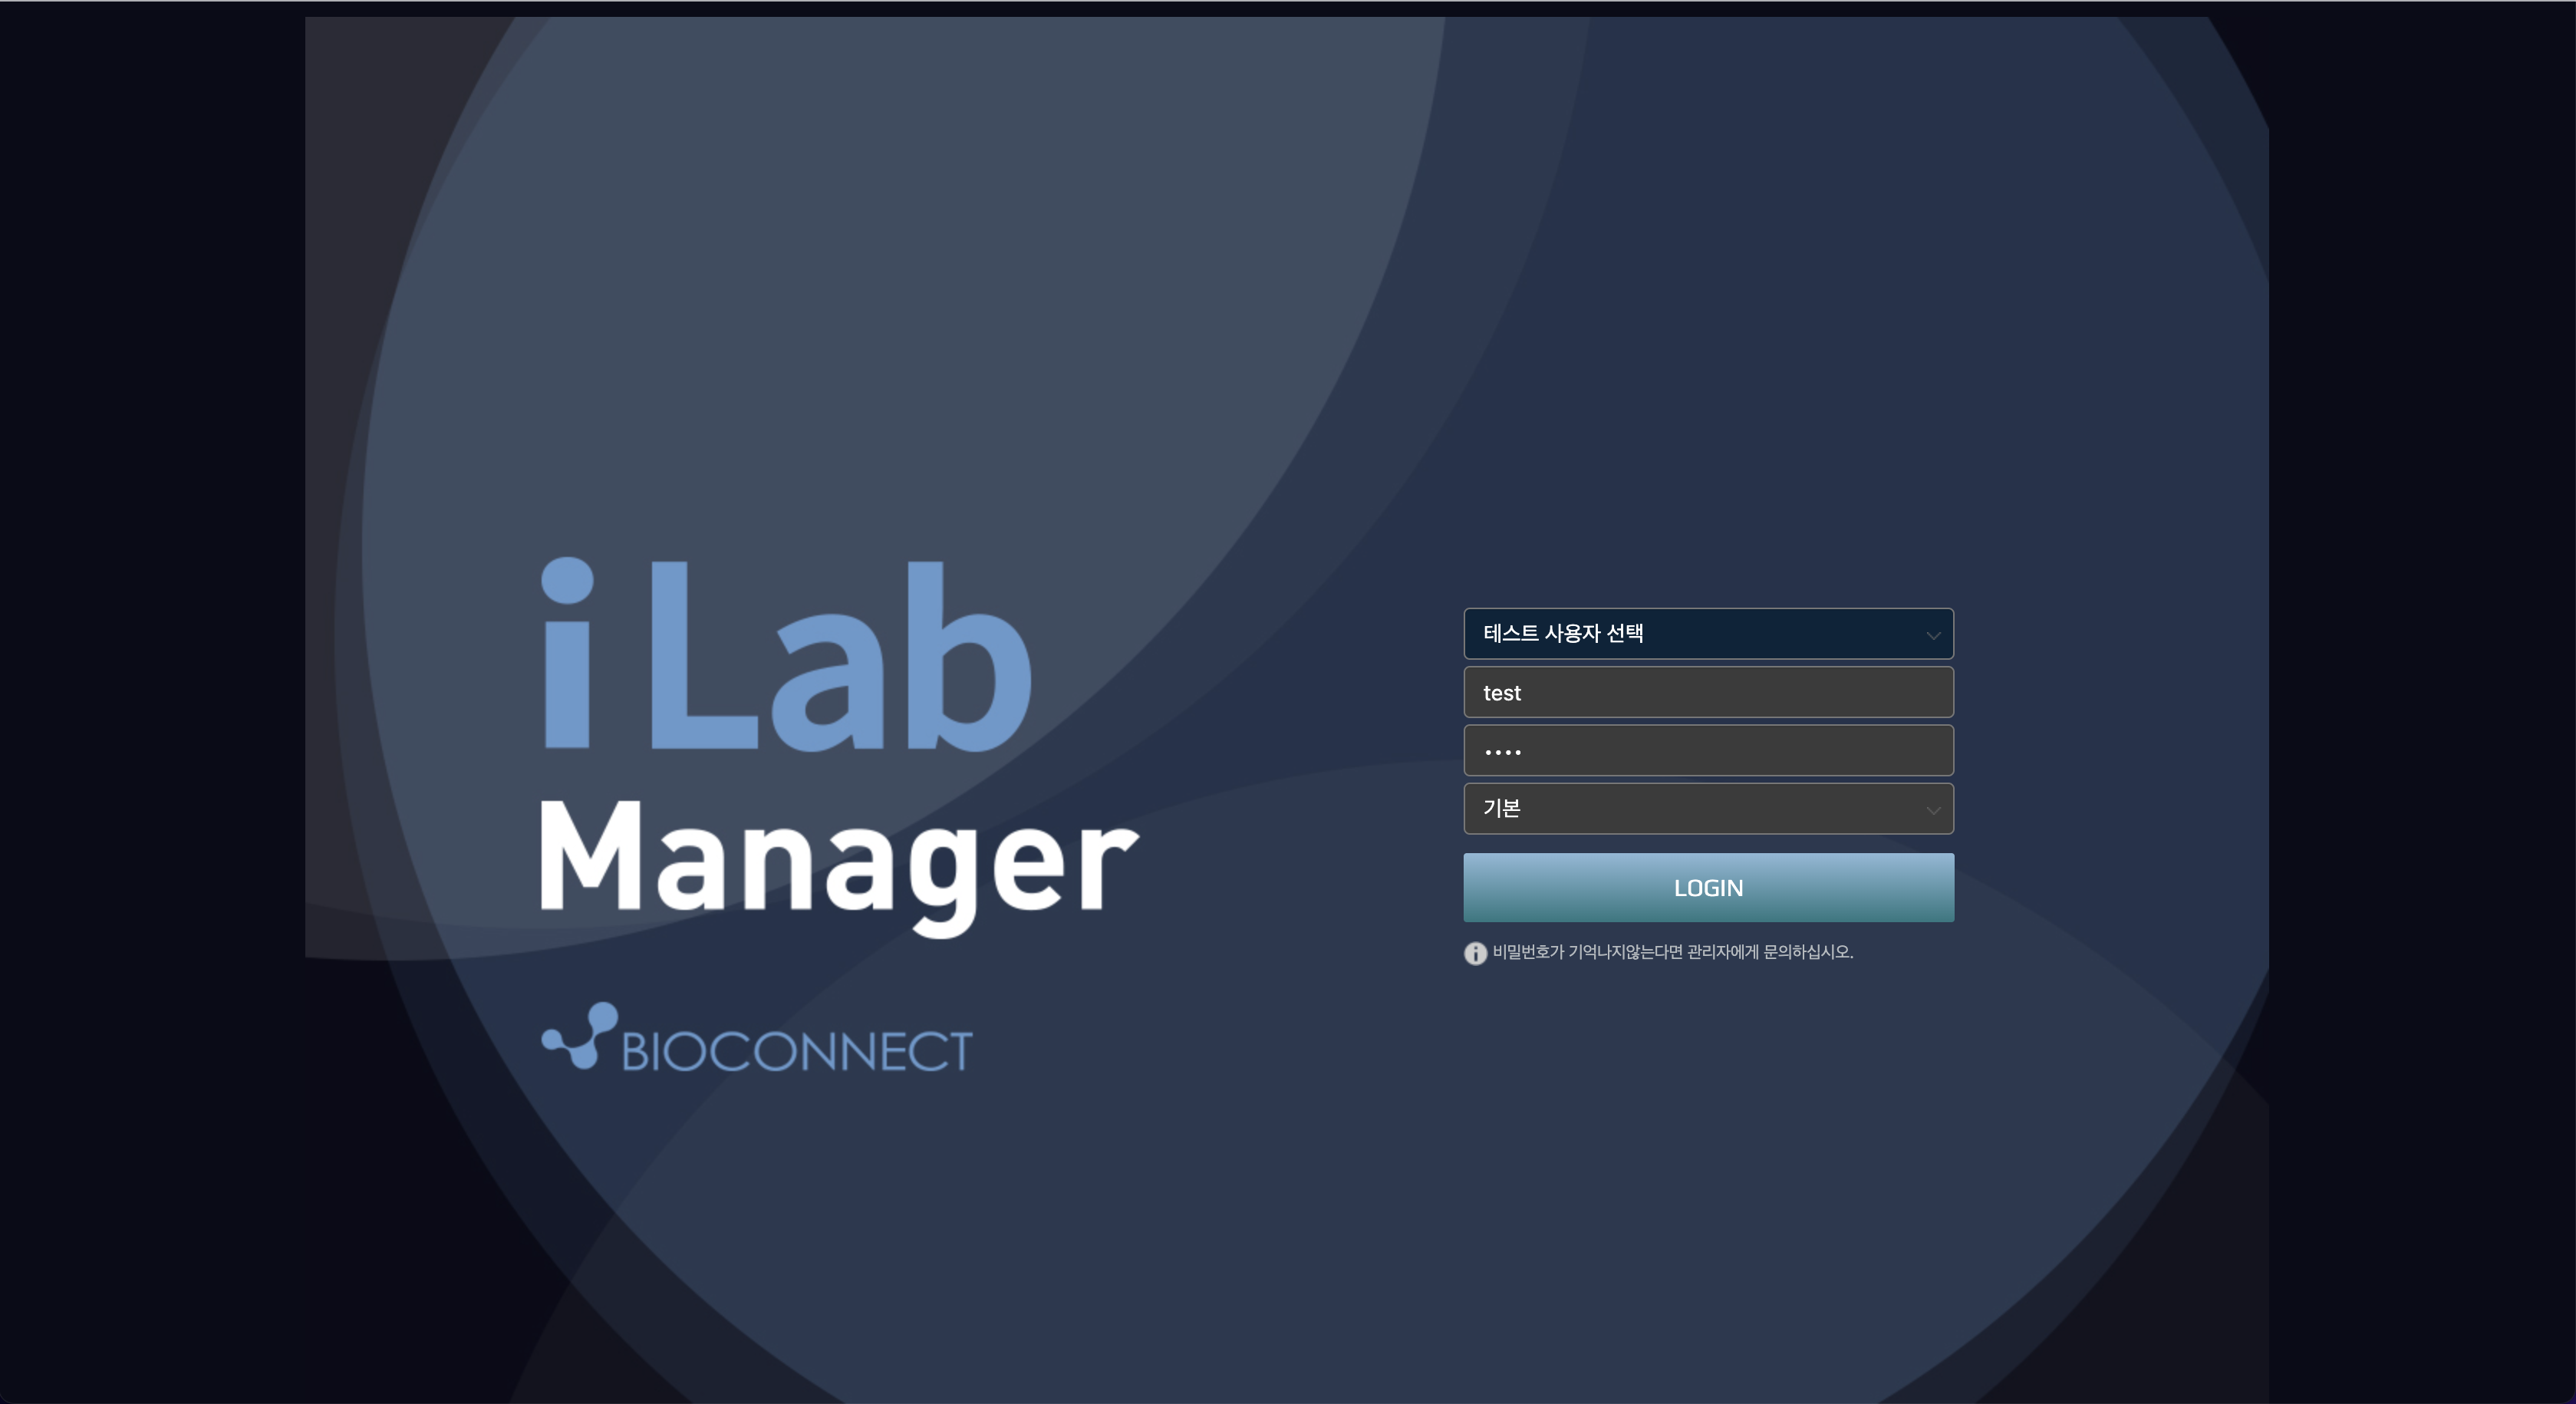 i Lab
Manager
BIOCONNECT
테스트 사용자 선택
test
••••
기본
LOGIN
비밀번호가 기억나지않는다면 관리자에게 문의하십시오.